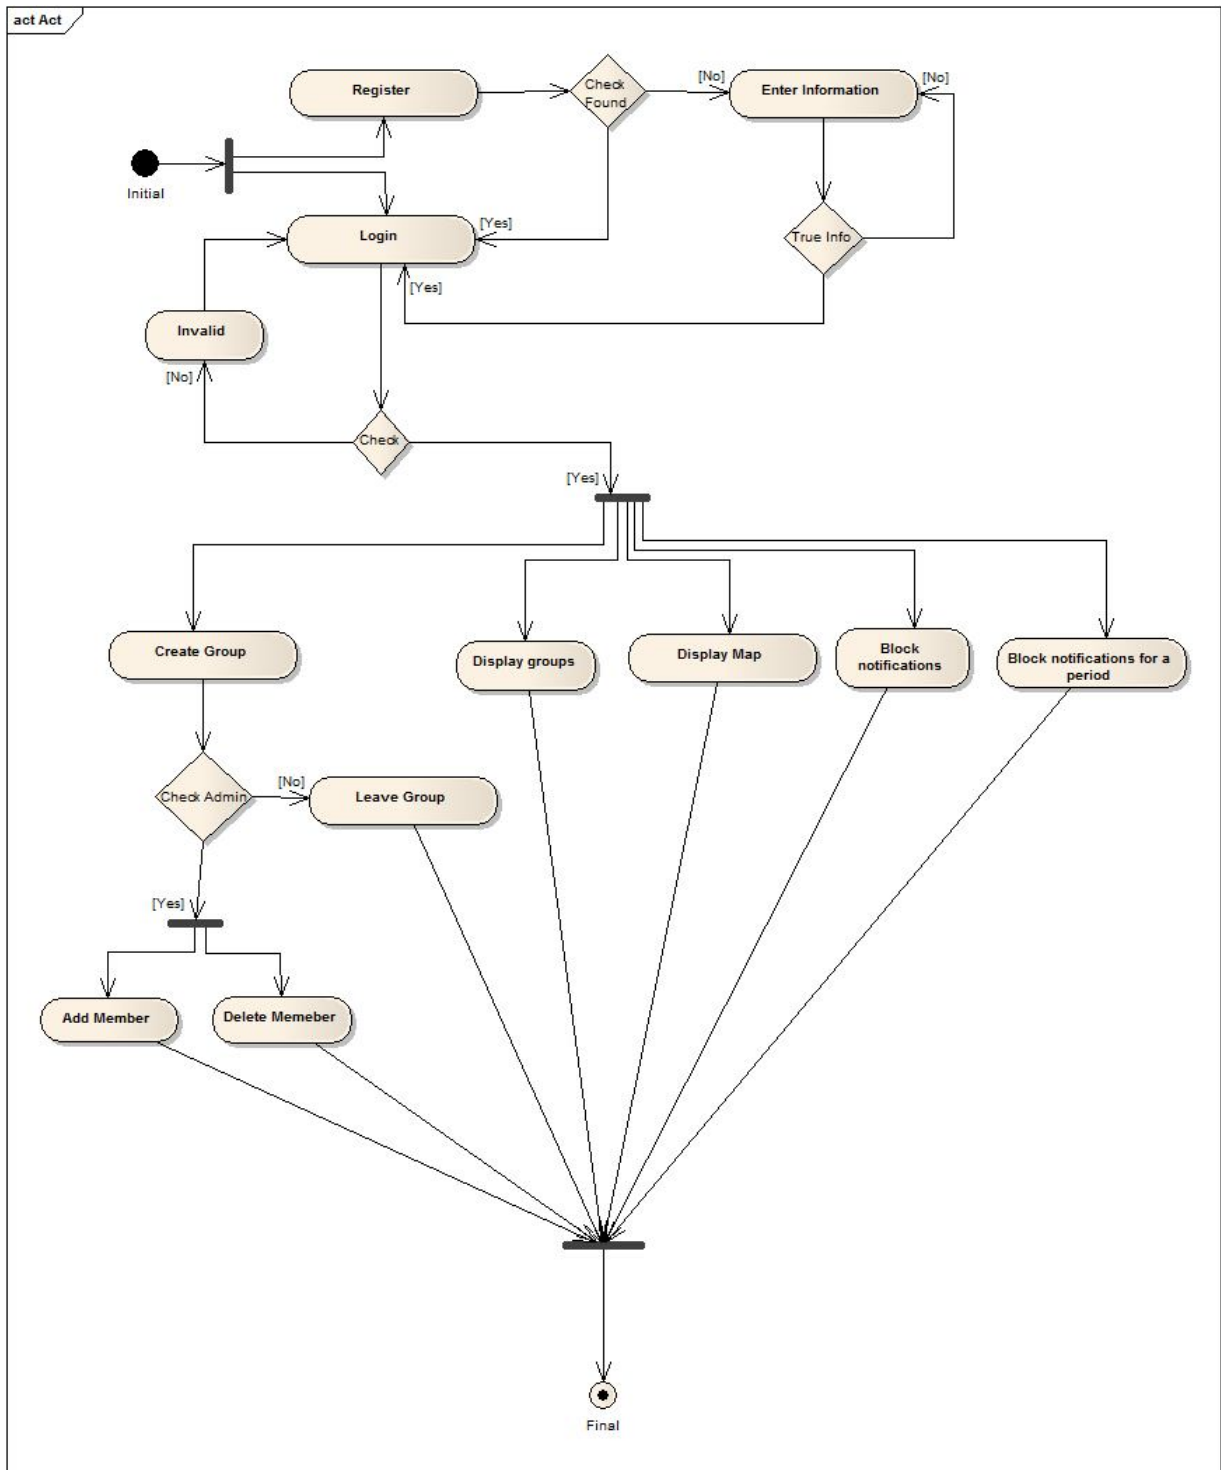 act Act
Register
Check
Found
[No]
Enter Information
[No]
Initial
Login
[Yes]
True Info
[Yes]
Invalid
[No]
Check
[Yes]
Create Group
Display groups
Display Map
Block
notifications
Block notifications for a
period
Check Admin
[No]
Leave Group
[Yes]
Add Member
Delete Memeber
Final